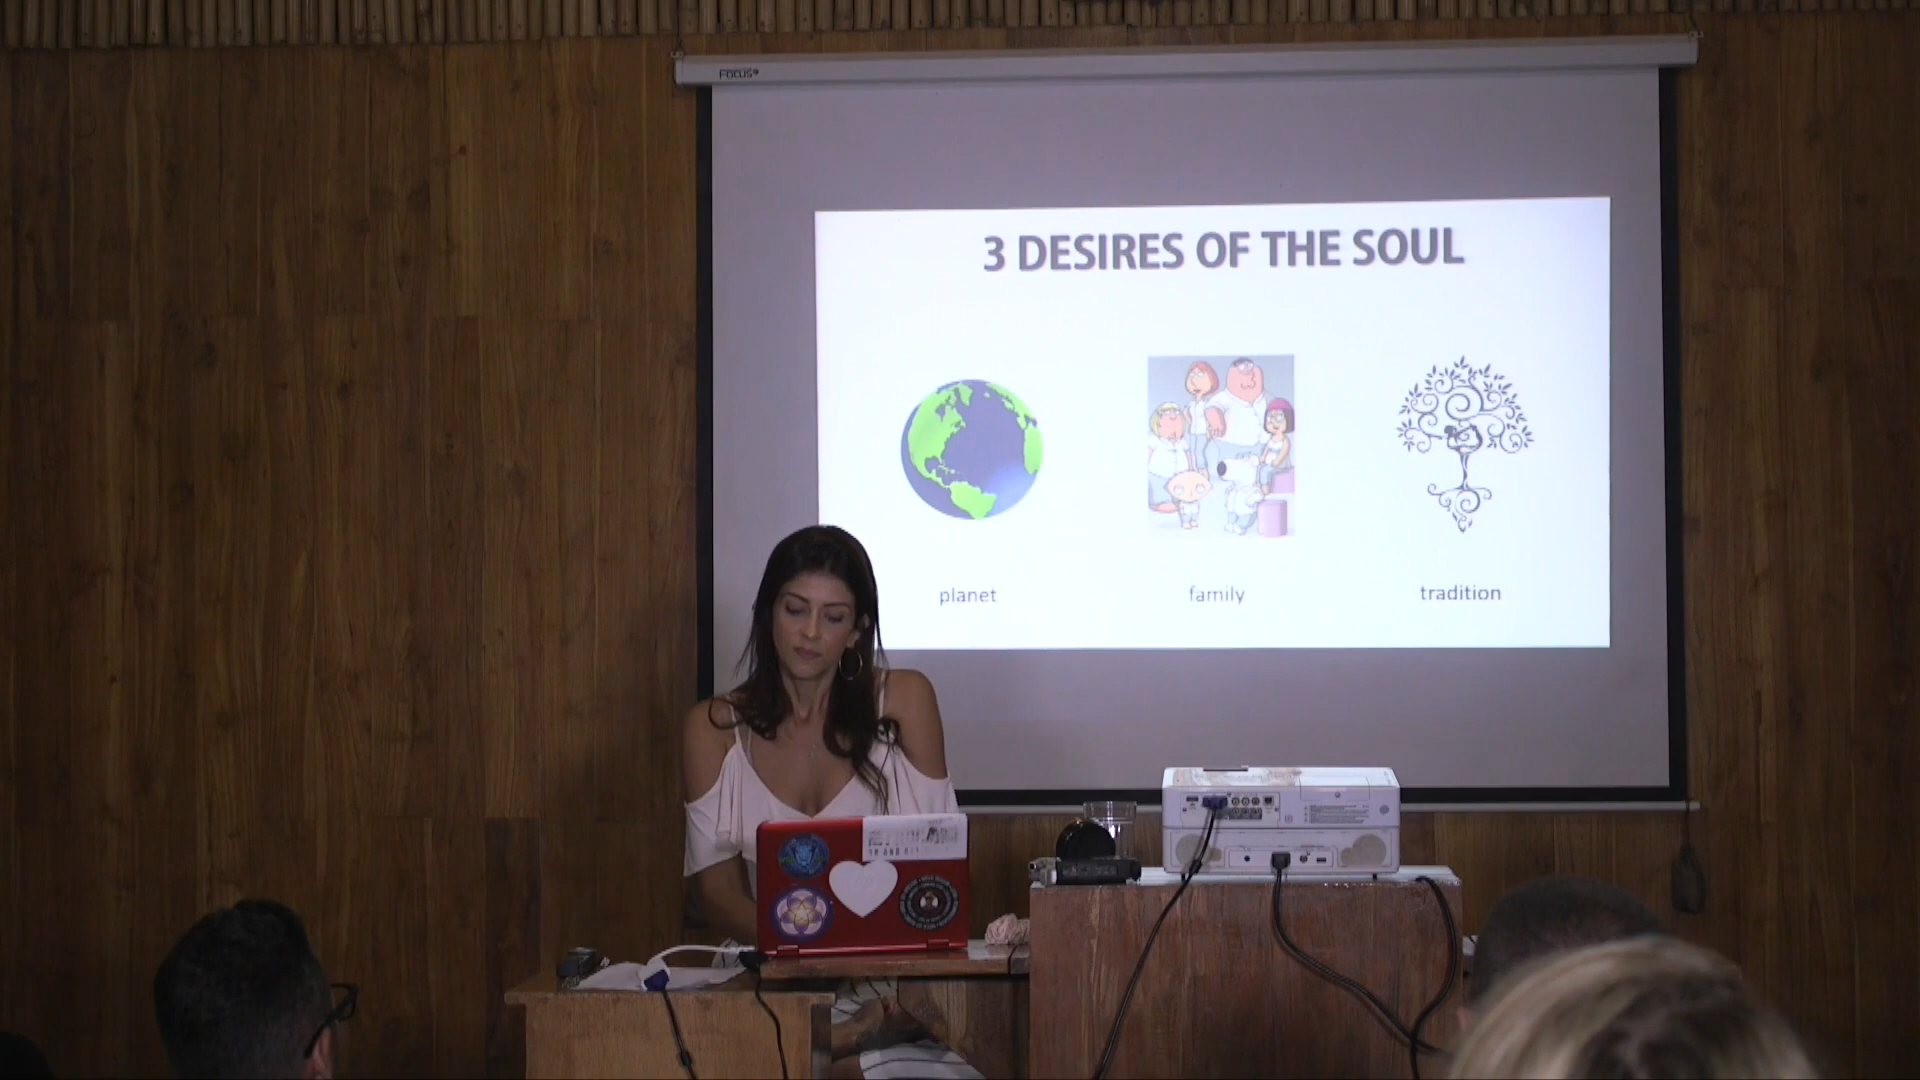 FOCUS
3 DESIRES OF THE SOUL
planet
family
tradition